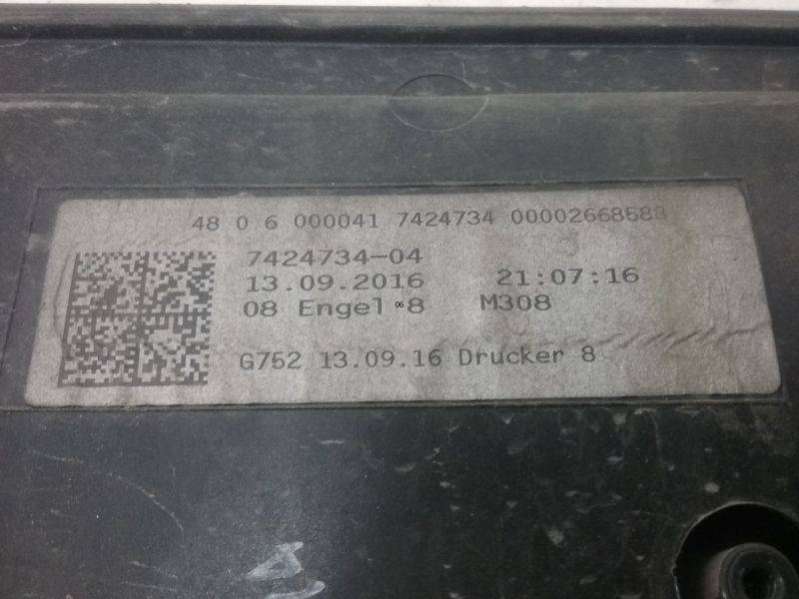 48 0 6 000041 7424734 00002668688
7424734-04
13.09.2016 21:07:16
08 Engel ∞8 M308
G752 13.09.16 Drucker 8